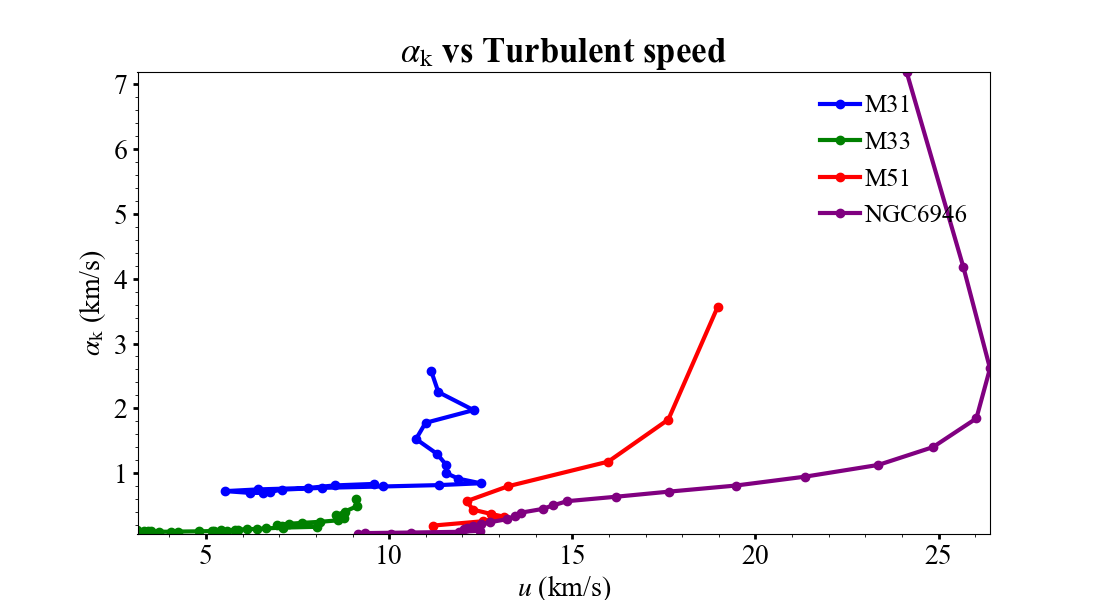 αk vs Turbulent speed
7
6
5
4
3
2
1
αk (km/s)
M31
M33
M51
NGC6946
5 10 15 20 25
u (km/s)